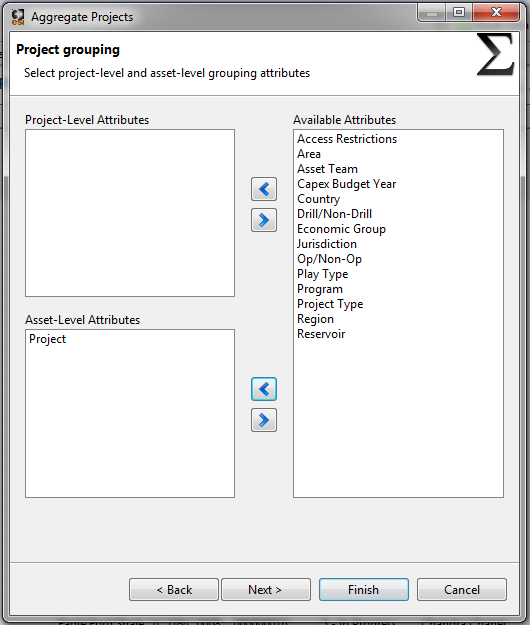 esi Aggregate Projects
Project grouping
Select project-level and asset-level grouping attributes
Σ
Project-Level Attributes
Available Attributes
Access Restrictions
Area
Asset Team
Capex Budget Year
Country
Drill/Non-Drill
Economic Group
Jurisdiction
Op/Non-Op
Play Type
Program
Project Type
Region
Reservoir
Asset-Level Attributes
Project
< Back Next > Finish Cancel